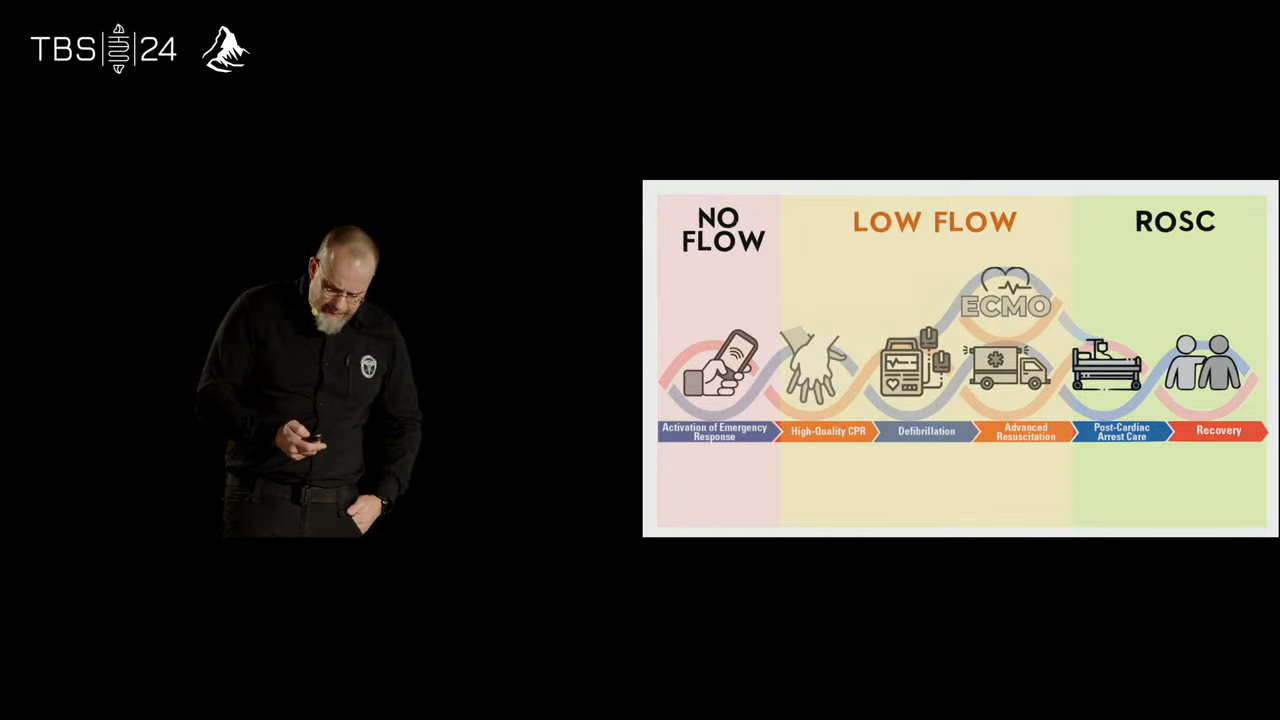 TBS 24
NO
FLOW
LOW FLOW
ROSC
ECMO
Activation of Emergency
Response
High-Quality CPR
Defibrillation
Advanced
Resuscitation
Post-Cardiac
Arrest Care
Recovery